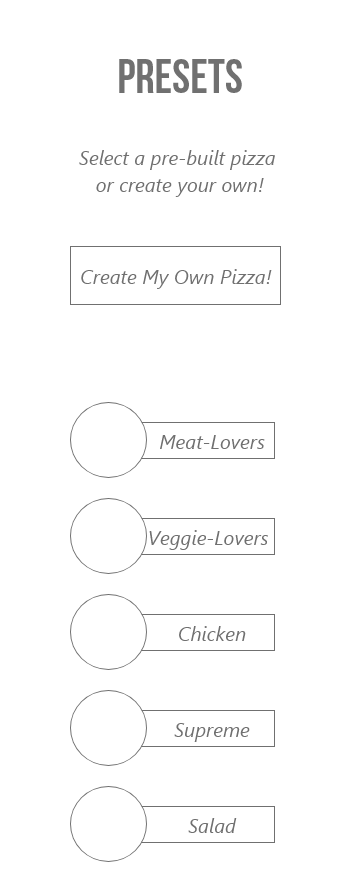 PRESETS
Select a pre-built pizza
or create your own!
Create My Own Pizza!
Meat-Lovers
Veggie-Lovers
Chicken
Supreme
Salad